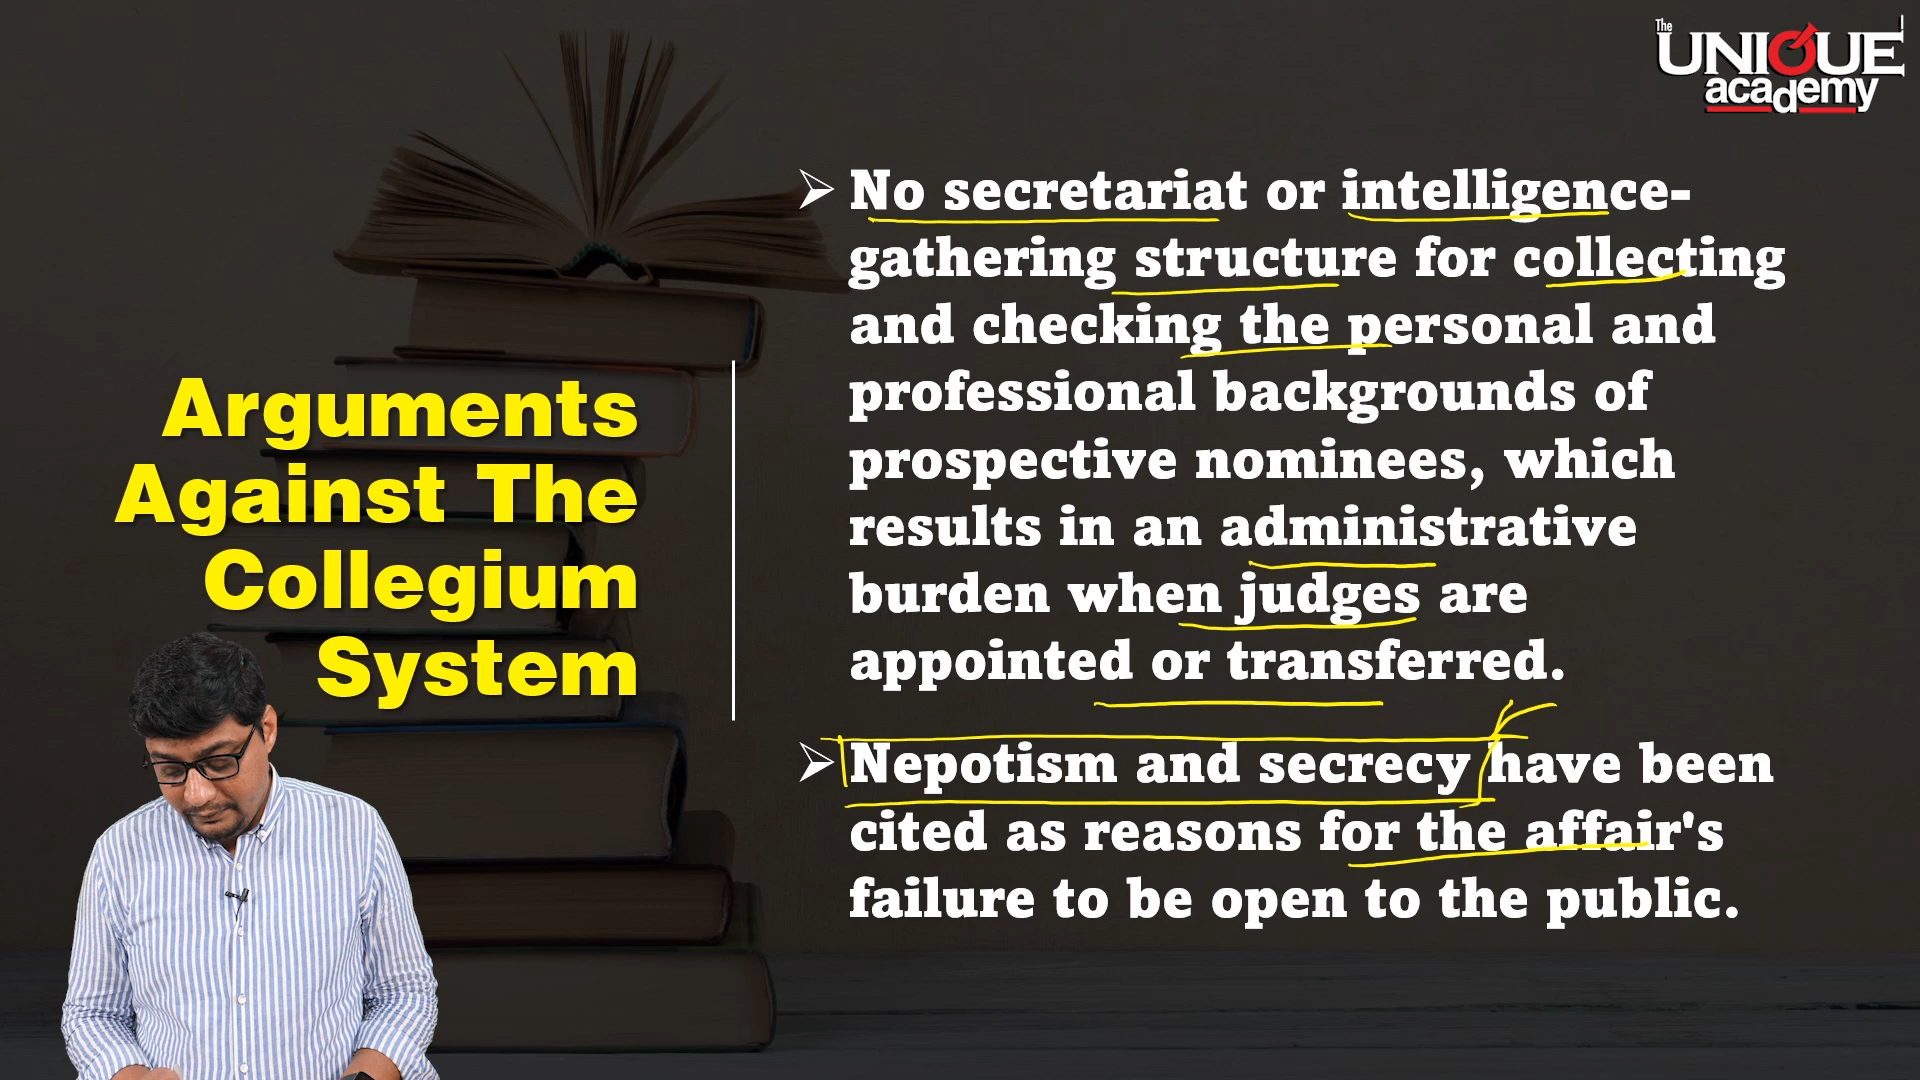 The
UNIQUE
academy
Arguments
Against The
Collegium
System
➢ No secretariat or intelligence-
gathering structure for collecting
and checking the personal and
professional backgrounds of
prospective nominees, which
results in an administrative
burden when judges are
appointed or transferred.
➢ Nepotism and secrecy have been
cited as reasons for the affair's
failure to be open to the public.